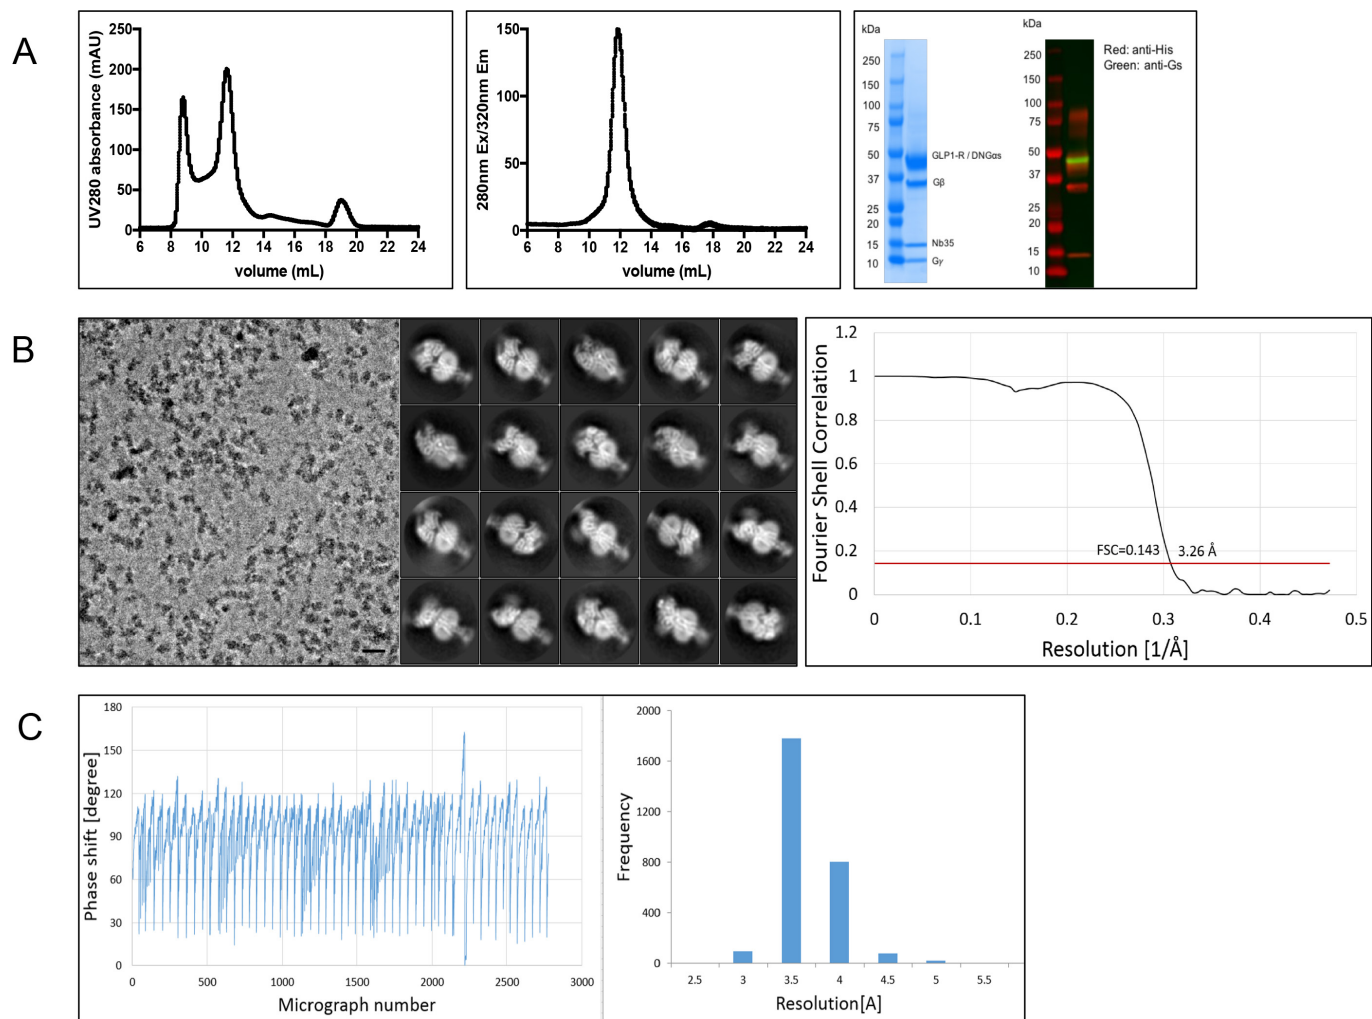 A
UV280 absorbance (mAU)
250
200
150
100
50
0
6 8 10 12 14 16 18 20 22 24
volume (mL)
280nm Ex/320nm Em
150
100
50
0
6 8 10 12 14 16 18 20 22 24
volume (mL)
kDa
250
150
100
75
50
37
25
20
15
10
GLP1-R / DNGαs
Gβ
Nb35
Gγ
kDa
250
150
100
75
50
37
25
20
15
10
Red: anti-His
Green: anti-Gs
B
Fourier Shell Correlation
1.2
1
0.8
0.6
0.4
0.2
0
FSC=0.143 3.26 Å
0 0.1 0.2 0.3 0.4 0.5
Resolution [1/Å]
C
Phase shift [degree]
180
150
120
90
60
30
0
0 500 1000 1500 2000 2500 3000
Micrograph number
Frequency
2000
1600
1200
800
400
0
2.5 3 3.5 4 4.5 5 5.5
Resolution[A]